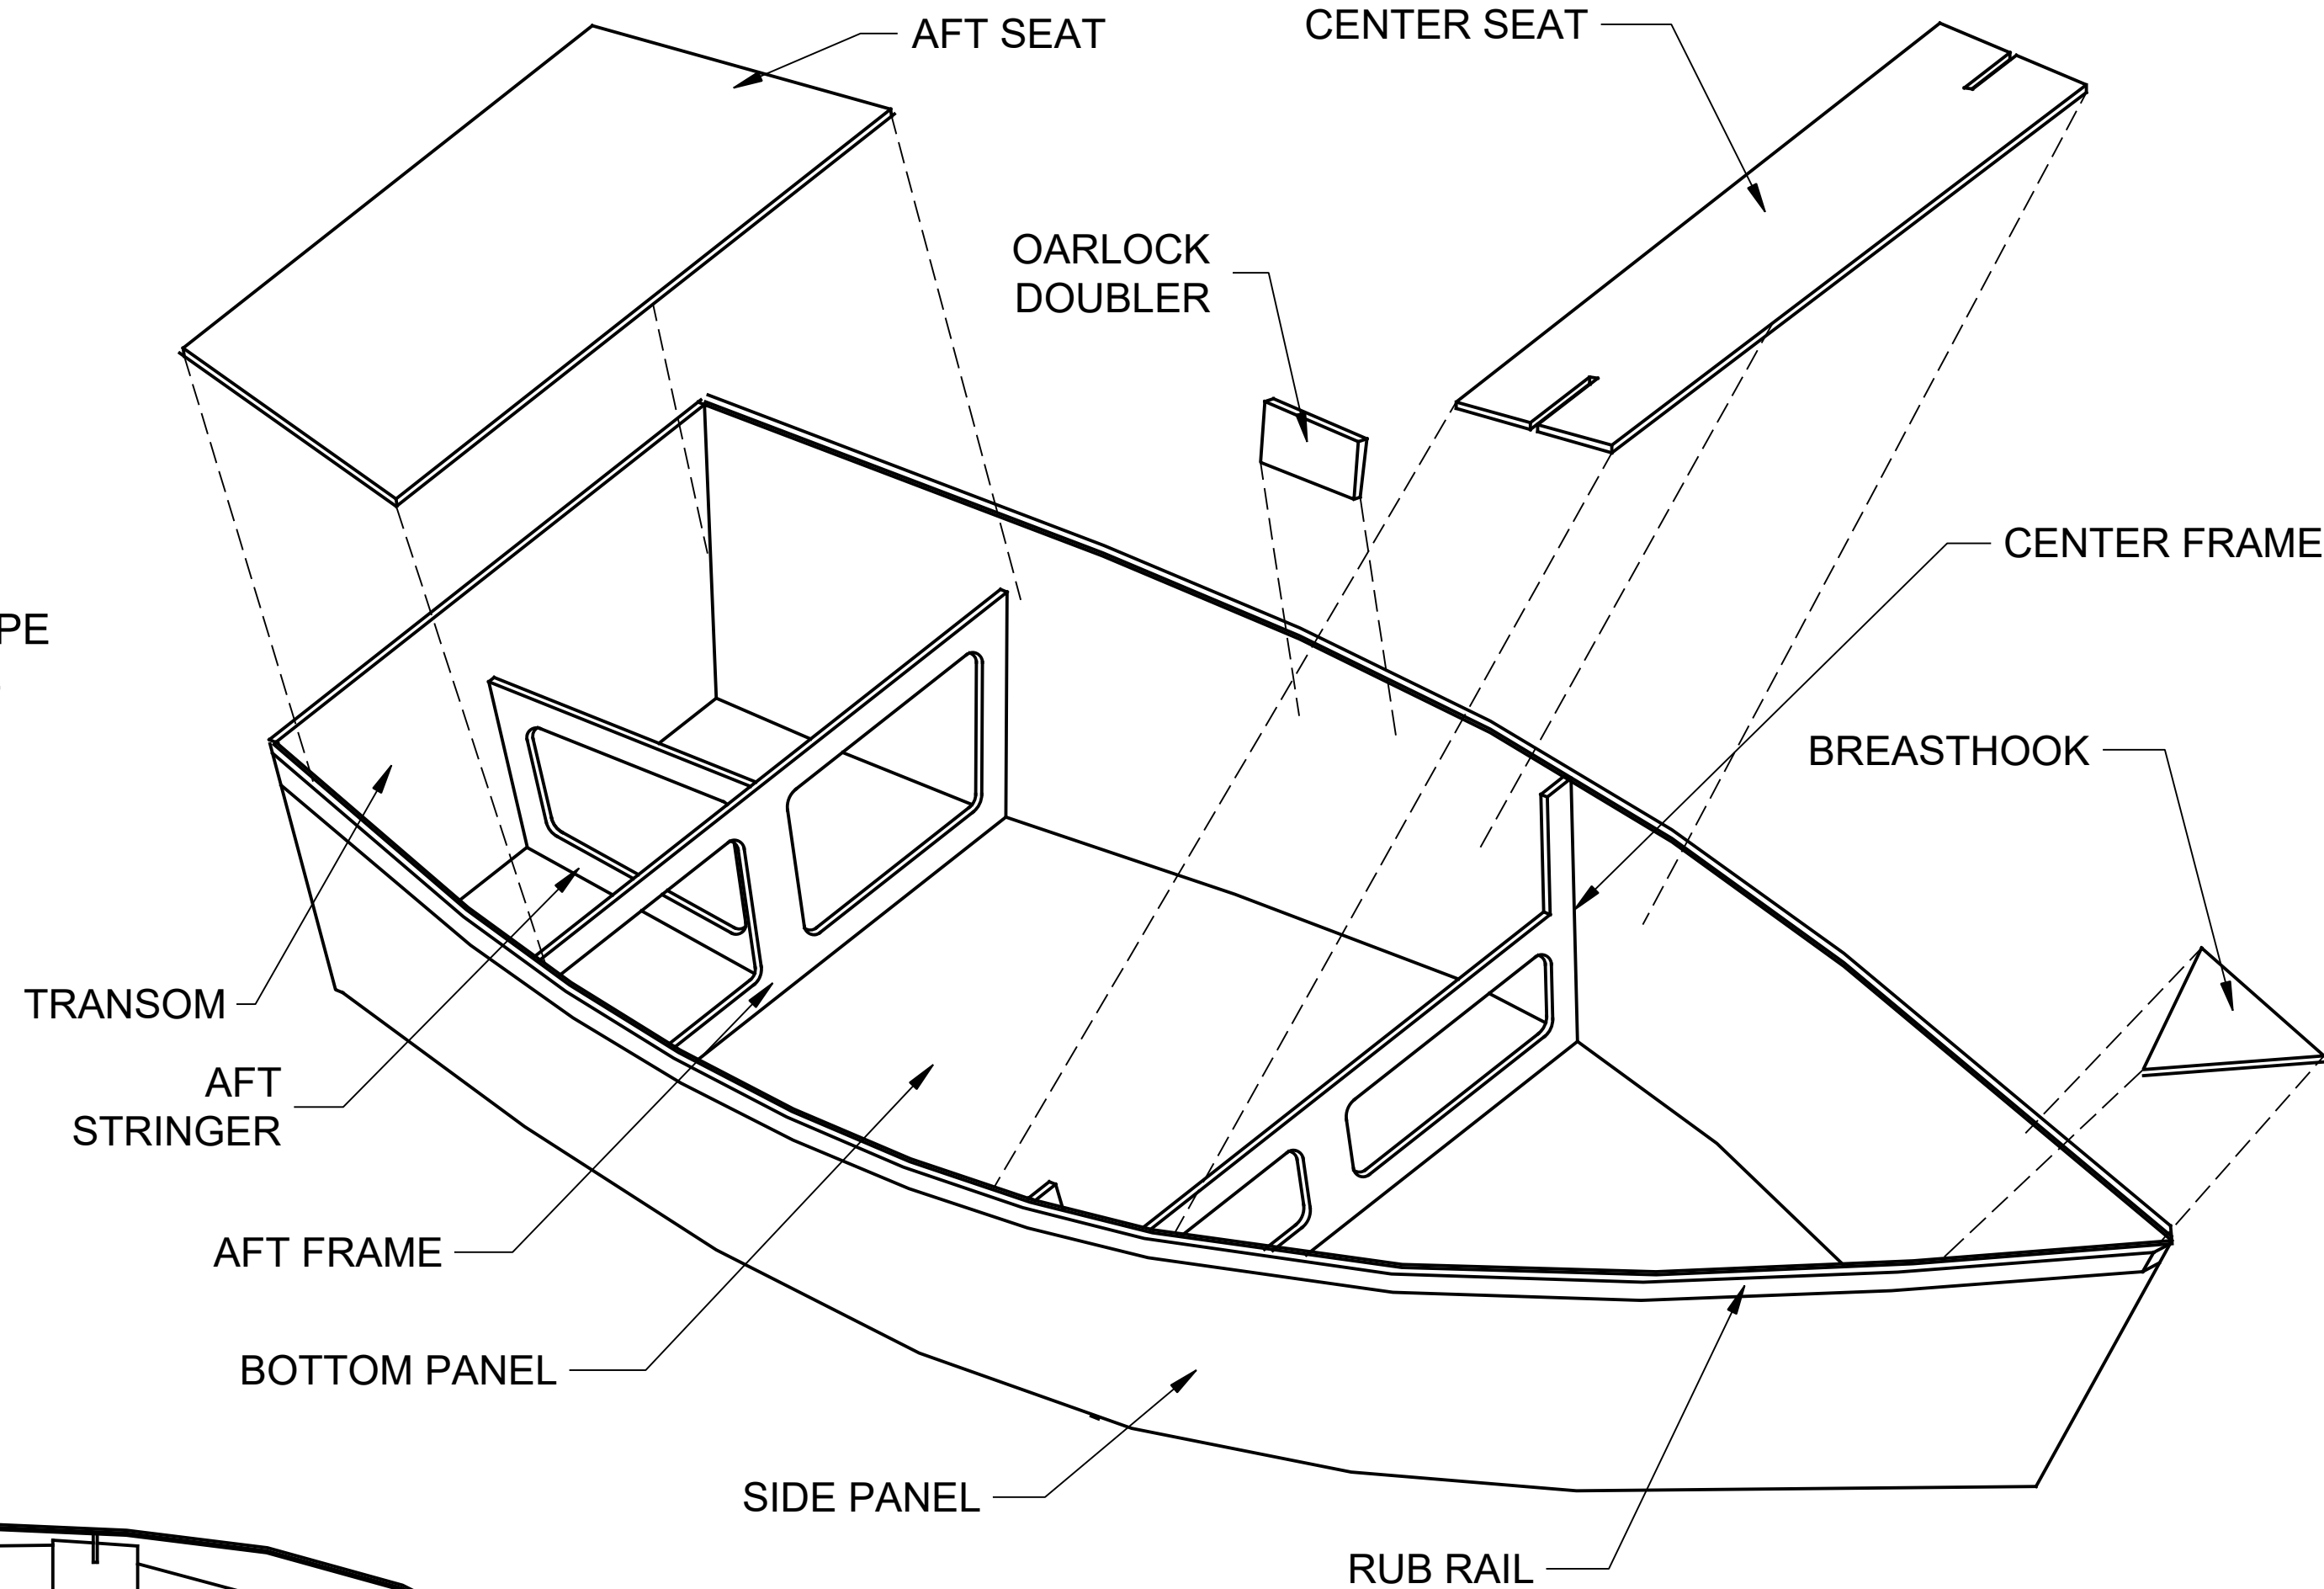 AFT SEAT
CENTER SEAT
OARLOCK
DOUBLER
CENTER FRAME
PE
BREASTHOOK
TRANSOM
AFT
STRINGER
AFT FRAME
BOTTOM PANEL
SIDE PANEL
RUB RAIL